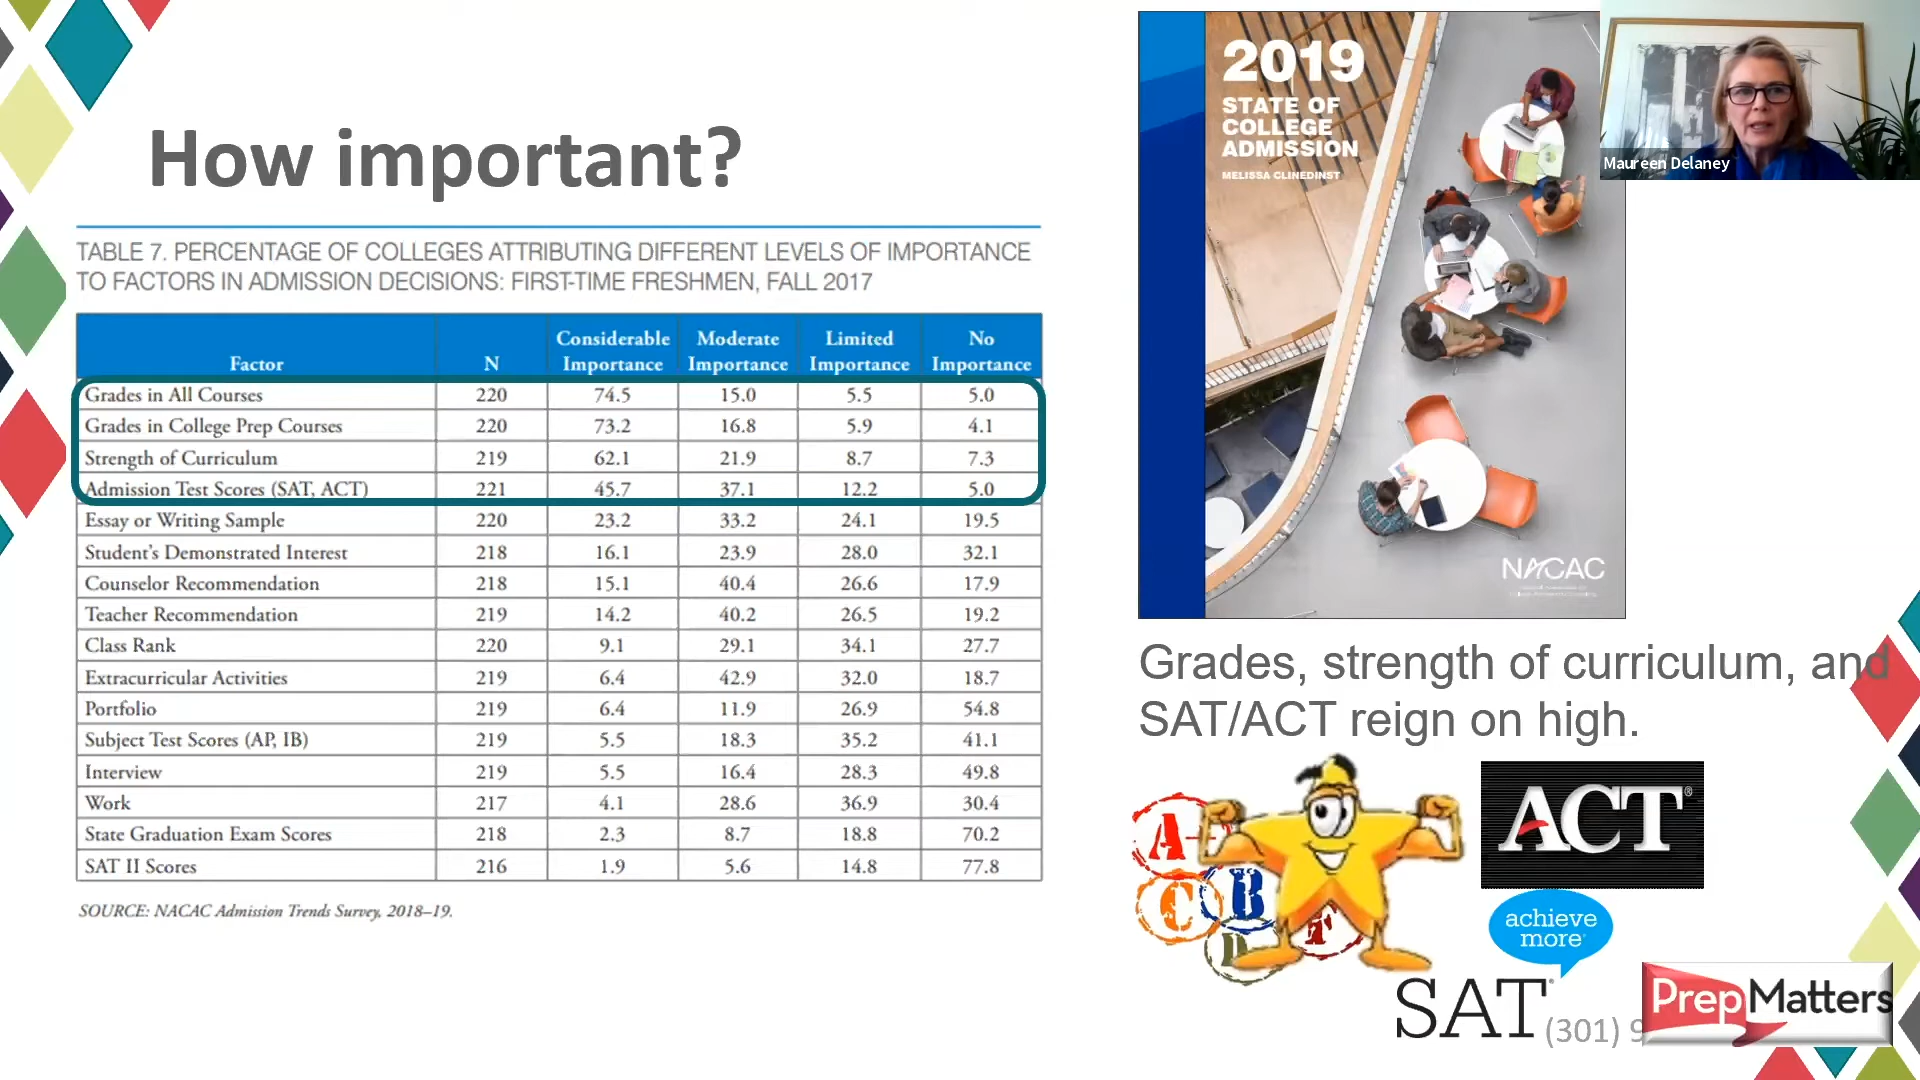 How important?
TABLE 7. PERCENTAGE OF COLLEGES ATTRIBUTING DIFFERENT LEVELS OF IMPORTANCE
TO FACTORS IN ADMISSION DECISIONS: FIRST-TIME FRESHMEN, FALL 2017
Factor N Considerable Importance Moderate Importance Limited Importance No Importance
Grades in All Courses 220 74.5 15.0 5.5 5.0
Grades in College Prep Courses 220 73.2 16.8 5.9 4.1
Strength of Curriculum 219 62.1 21.9 8.7 7.3
Admission Test Scores (SAT, ACT) 221 45.7 37.1 12.2 5.0
Essay or Writing Sample 220 23.2 33.2 24.1 19.5
Student's Demonstrated Interest 218 16.1 23.9 28.0 32.1
Counselor Recommendation 218 15.1 40.4 26.6 17.9
Teacher Recommendation 219 14.2 40.2 26.5 19.2
Class Rank 220 9.1 29.1 34.1 27.7
Extracurricular Activities 219 6.4 42.9 32.0 18.7
Portfolio 219 6.4 11.9 26.9 54.8
Subject Test Scores (AP, IB) 219 5.5 18.3 35.2 41.1
Interview 219 5.5 16.4 28.3 49.8
Work 217 4.1 28.6 36.9 30.4
State Graduation Exam Scores 218 2.3 8.7 18.8 70.2
SAT II Scores 216 1.9 5.6 14.8 77.8
SOURCE: NACAC Admission Trends Survey, 2018–19.
2019
STATE OF
COLLEGE
ADMISSION
MELISSA CLINEDINST
NACAC
Maureen Delaney
Grades, strength of curriculum, and
SAT/ACT reign on high.
A
C
B
D
F
ACT®
achieve
more
SAT
(301) 9
PrepMatters